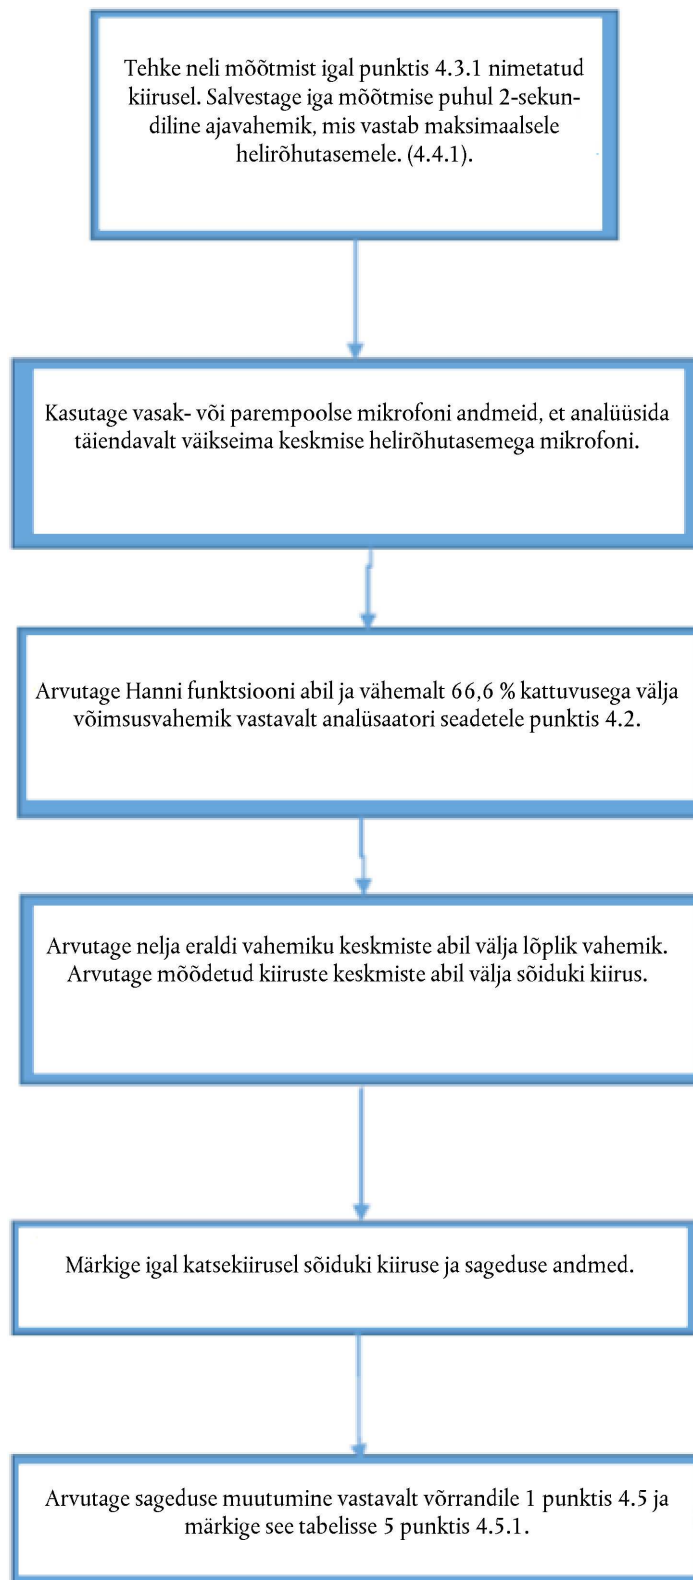 Tehke neli mõõtmist igal punktis 4.3.1 nimetatud
kiirusel. Salvestage iga mõõtmise puhul 2-sekun-
diline ajavahemik, mis vastab maksimaalsele
helirõhutasemele. (4.4.1).
Kasutage vasak- või parempoolse mikrofoni andmeid, et analüüsida
täiendavalt väikseima keskmise helirõhutasemega mikrofoni.
Arvutage Hanni funktsiooni abil ja vähemalt 66,6 % kattuvusega välja
võimsusvahemik vastavalt analüsaatori seadetele punktis 4.2.
Arvutage nelja eraldi vahemiku keskmiste abil välja lõplik vahemik.
Arvutage mõõdetud kiiruste keskmiste abil välja sõiduki kiirus.
Märkige igal katsekiirusel sõiduki kiiruse ja sageduse andmed.
Arvutage sageduse muutumine vastavalt võrrandile 1 punktis 4.5 ja
märkige see tabelisse 5 punktis 4.5.1.